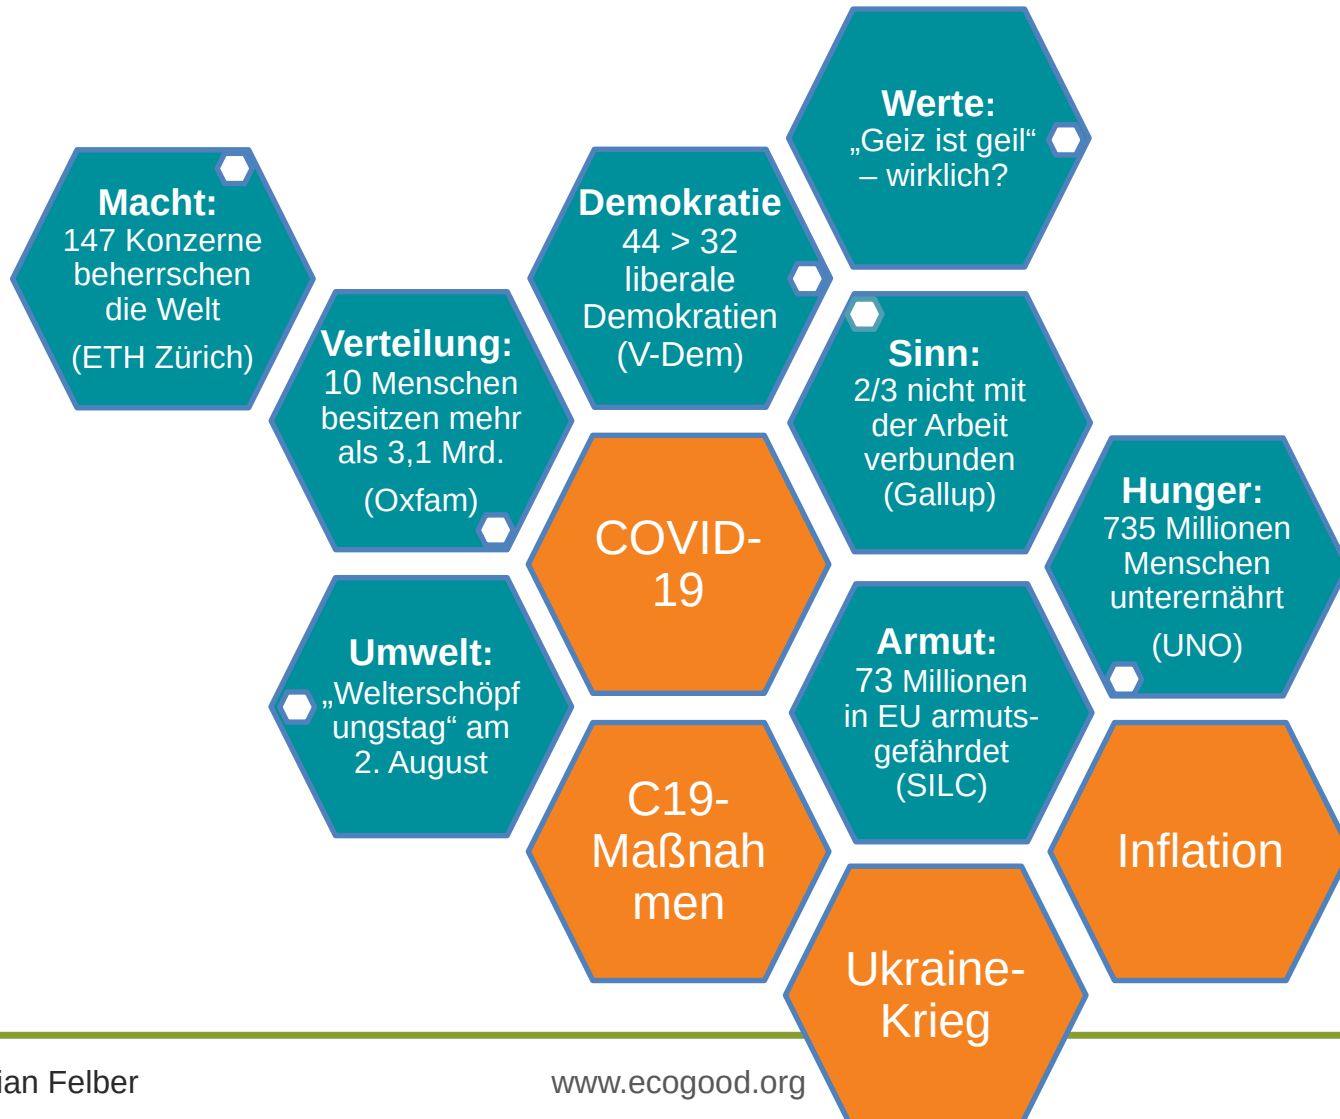 Werte:
„Geiz ist geil“
– wirklich?
Macht:
147 Konzerne
beherrschen
die Welt
(ETH Zürich)
Demokratie
44 > 32
liberale
Demokratien
(V-Dem)
Verteilung:
10 Menschen
besitzen mehr
als 3,1 Mrd.
(Oxfam)
Sinn:
2/3 nicht mit
der Arbeit
verbunden
(Gallup)
Hunger:
735 Millionen
Menschen
unterernährt
(UNO)
COVID-
19
Umwelt:
„Welterschöpf
ungstag“ am
2. August
Armut:
73 Millionen
in EU armuts-
gefährdet
(SILC)
C19-
Maßnah
men
Inflation
Ukraine-
Krieg
ian Felber
www.ecogood.org